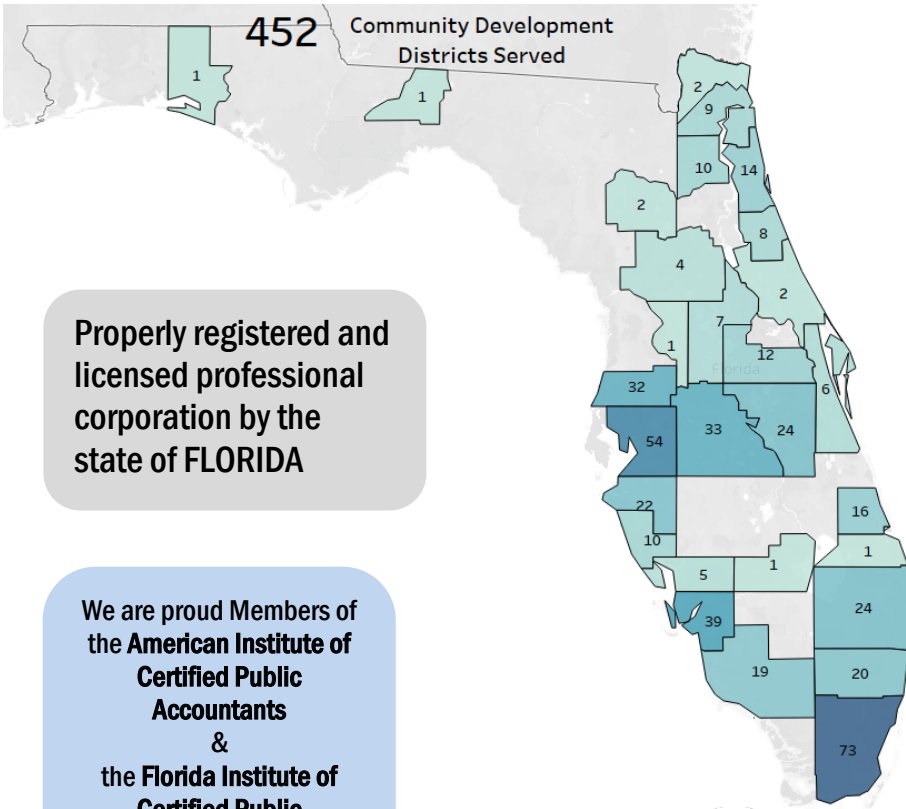 452
Community Development
Districts Served
1
1
2
9
10
14
2
8
4
2
7
1
12
Florida
6
32
54
33
24
22
10
16
1
5
1
24
39
19
20
73
Properly registered and
licensed professional
corporation by the
state of FLORIDA
We are proud Members of
the American Institute of
Certified Public
Accountants
&
the Florida Institute of
Certified Public